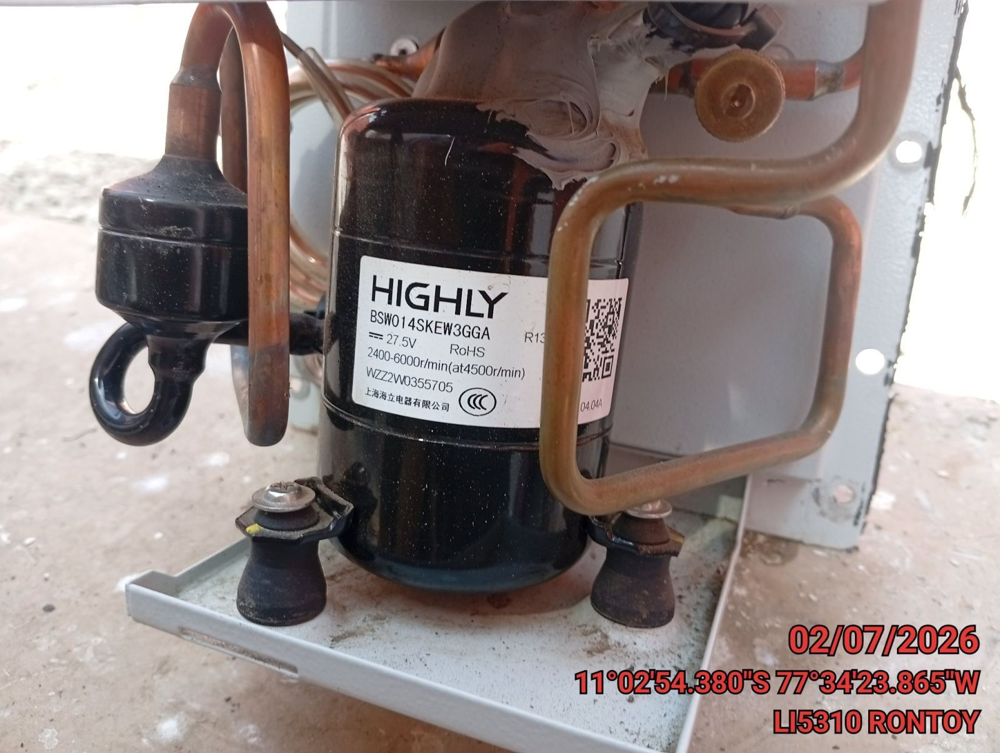 HIGHLY
BSW014SKEW3GGA
27.5V RoHS R13
2400-6000r/min(at4500r/min)
WZZ2W0355705
上海海立电器有限公司
04.04A
02/07/2026
11°02'54.380"S 77°34'23.865"W
LI5310 RONTOY